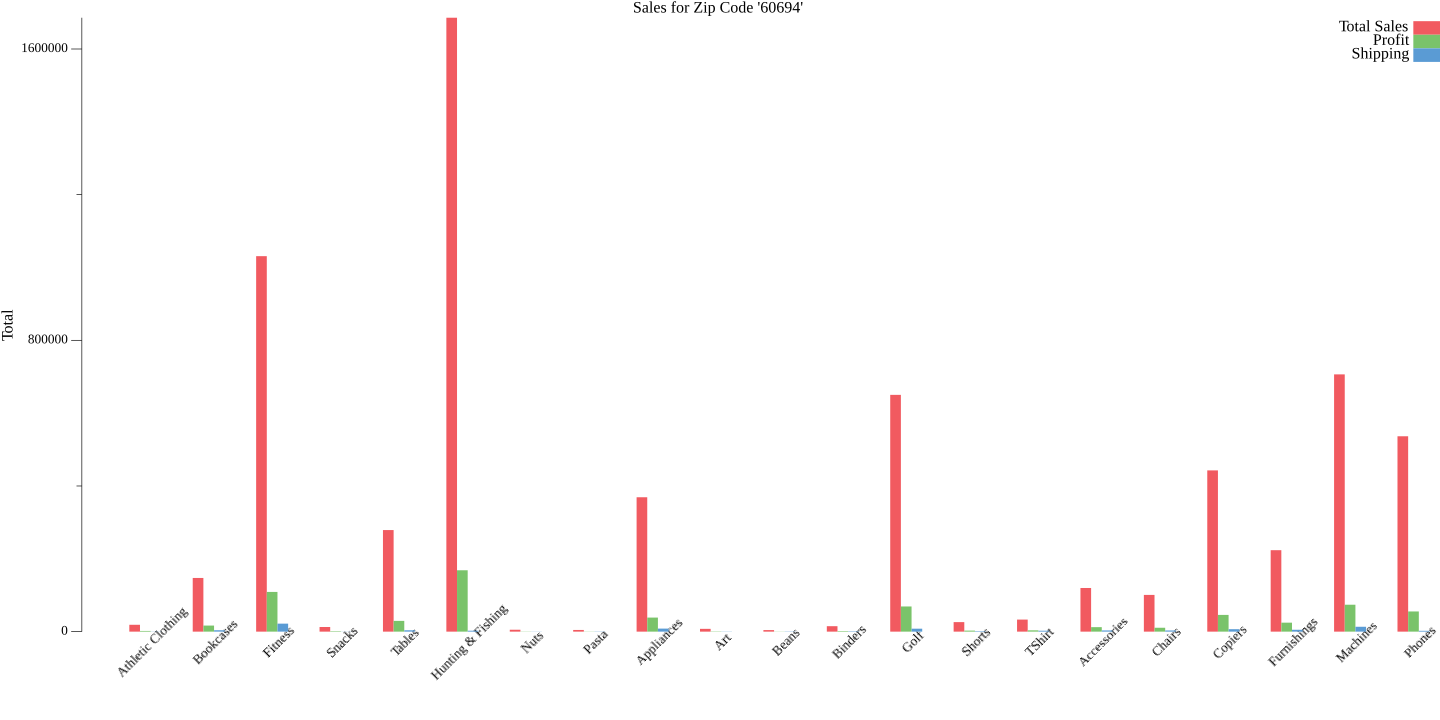 Sales for Zip Code '60694'
Total Sales
Profit
Shipping
1600000
800000
0
Total
Athletic Clothing
Bookcases
Fitness
Snacks
Tables
Hunting & Fishing
Nuts
Pasta
Appliances
Art
Beans
Binders
Golf
Shorts
TShirt
Accessories
Chairs
Copiers
Furnishings
Machines
Phones